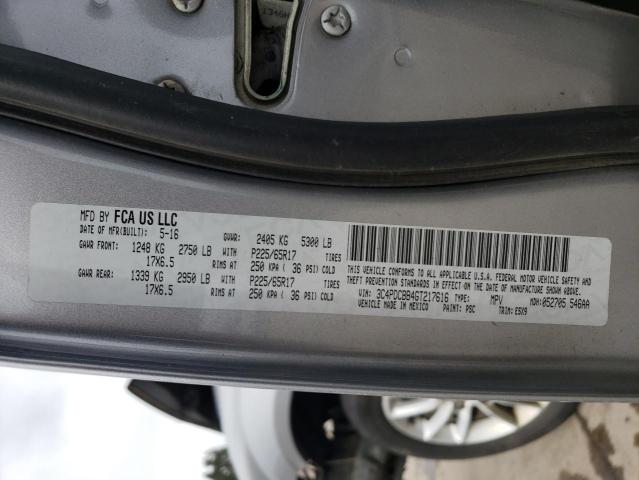 MFD BY FCA US LLC
DATE OF MFR(BUILT): 5-16 GVWR: 2405 KG 5300 LB
GAWR FRONT: 1248 KG 2750 LB WITH P225/65R17 TIRES
17X6.5 RIMS AT 250 KPA ( 36 PSI) COLD
GAWR REAR: 1339 KG 2950 LB WITH P225/65R17 TIRES
17X6.5 RIMS AT 250 KPA ( 36 PSI) COLD
THIS VEHICLE CONFORMS TO ALL APPLICABLE U.S.A. FEDERAL MOTOR VEHICLE SAFETY, BUMPER AND
THEFT PREVENTION STANDARDS IN EFFECT ON THE DATE OF MANUFACTURE SHOWN ABOVE.
VIN: 3C4PDCBB4GT217616 TYPE: MPV MDH: 052705 546AA
VEHICLE MADE IN MEXICO PAINT: PSC TRIM: ESX9